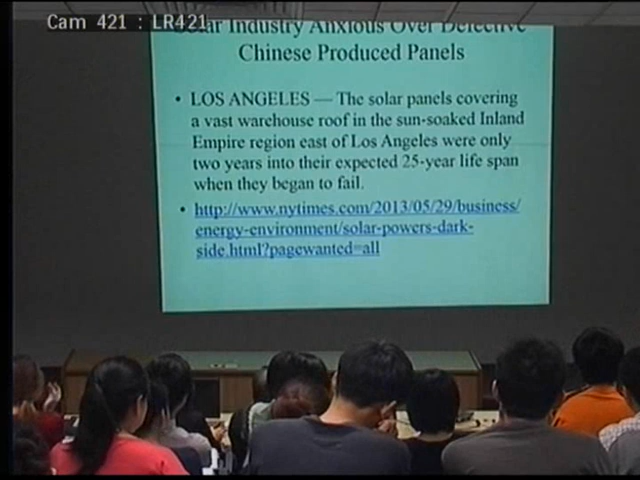 Cam 421 : LR421
Industry Anxious Over Defective
Chinese Produced Panels
• LOS ANGELES — The solar panels covering
a vast warehouse roof in the sun-soaked Inland
Empire region east of Los Angeles were only
two years into their expected 25-year life span
when they began to fail.
• http://www.nytimes.com/2013/05/29/business/
energy-environment/solar-powers-dark-
side.html?pagewanted=all